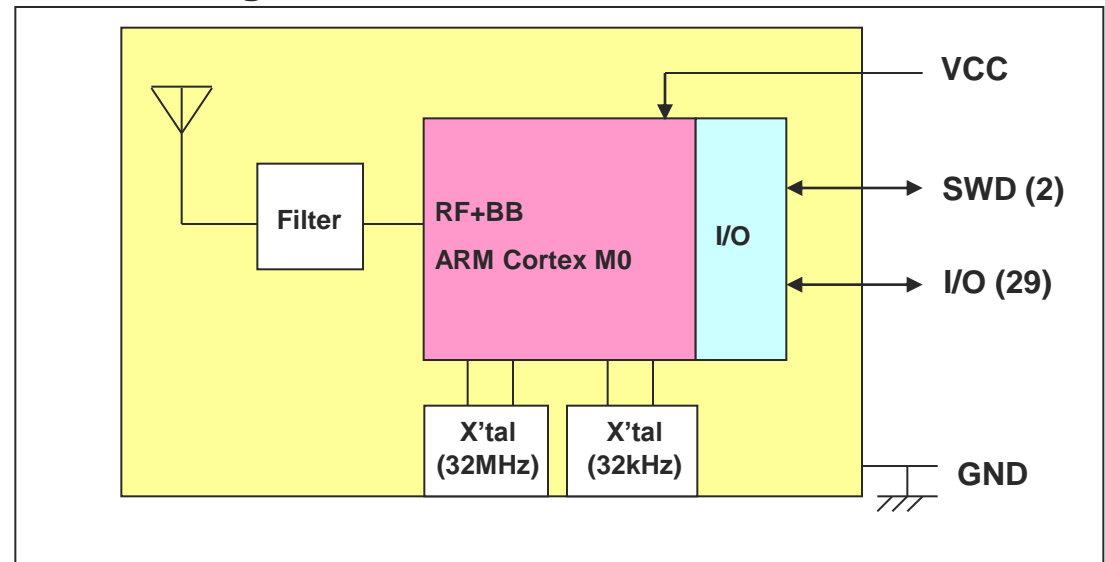 VCC
SWD (2)
Filter
RF+BB
ARM Cortex M0
I/O
I/O (29)
X'tal
(32MHz)
X'tal
(32kHz)
GND